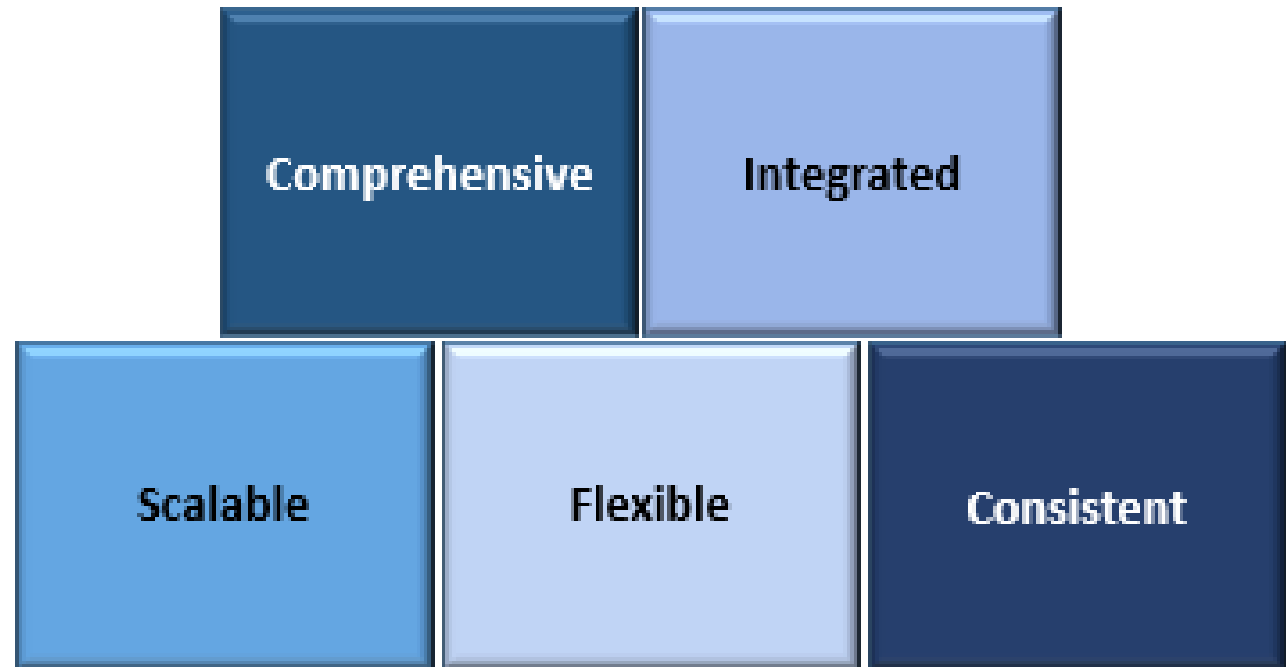 Comprehensive
Integrated
Scalable
Flexible
Consistent